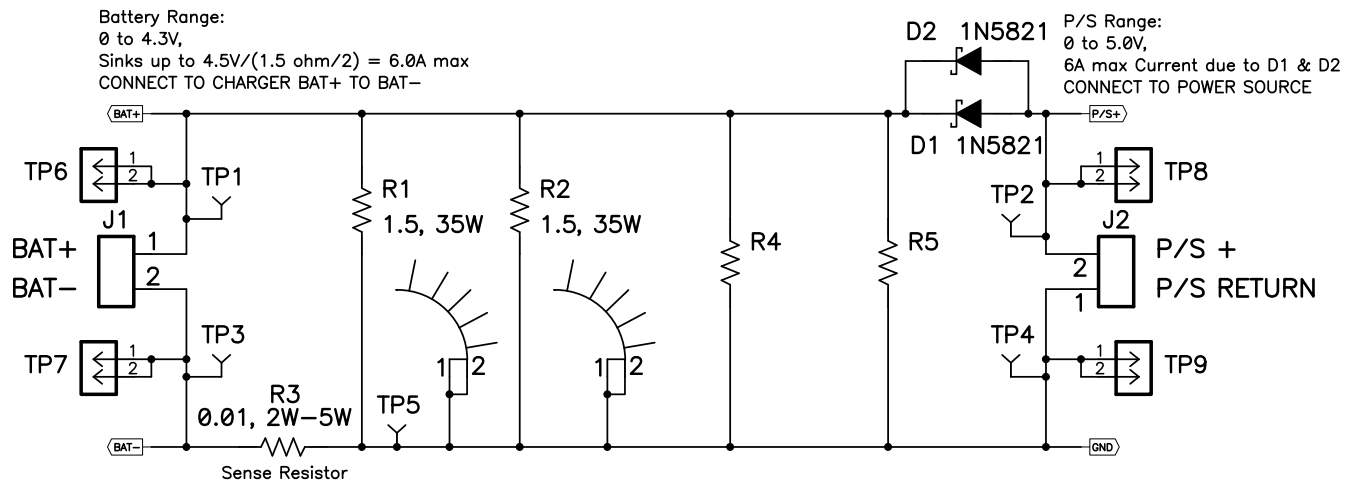 Battery Range:
0 to 4.3V,
Sinks up to 4.5V/(1.5 ohm/2) = 6.0A max
CONNECT TO CHARGER BAT+ TO BAT-
D2 1N5821
P/S Range:
0 to 5.0V,
6A max Current due to D1 & D2
CONNECT TO POWER SOURCE
BAT+
P/S+
D1 1N5821
TP6
1
2
TP1
R1
1.5, 35W
R2
1.5, 35W
TP2
1
2
TP8
J1
BAT+
1
BAT-
2
R4
R5
J2
P/S +
2
P/S RETURN
1
TP7
1
2
TP3
1 2
1 2
TP4
1
2
TP9
R3
0.01, 2W-5W
TP5
BAT-
GND
Sense Resistor